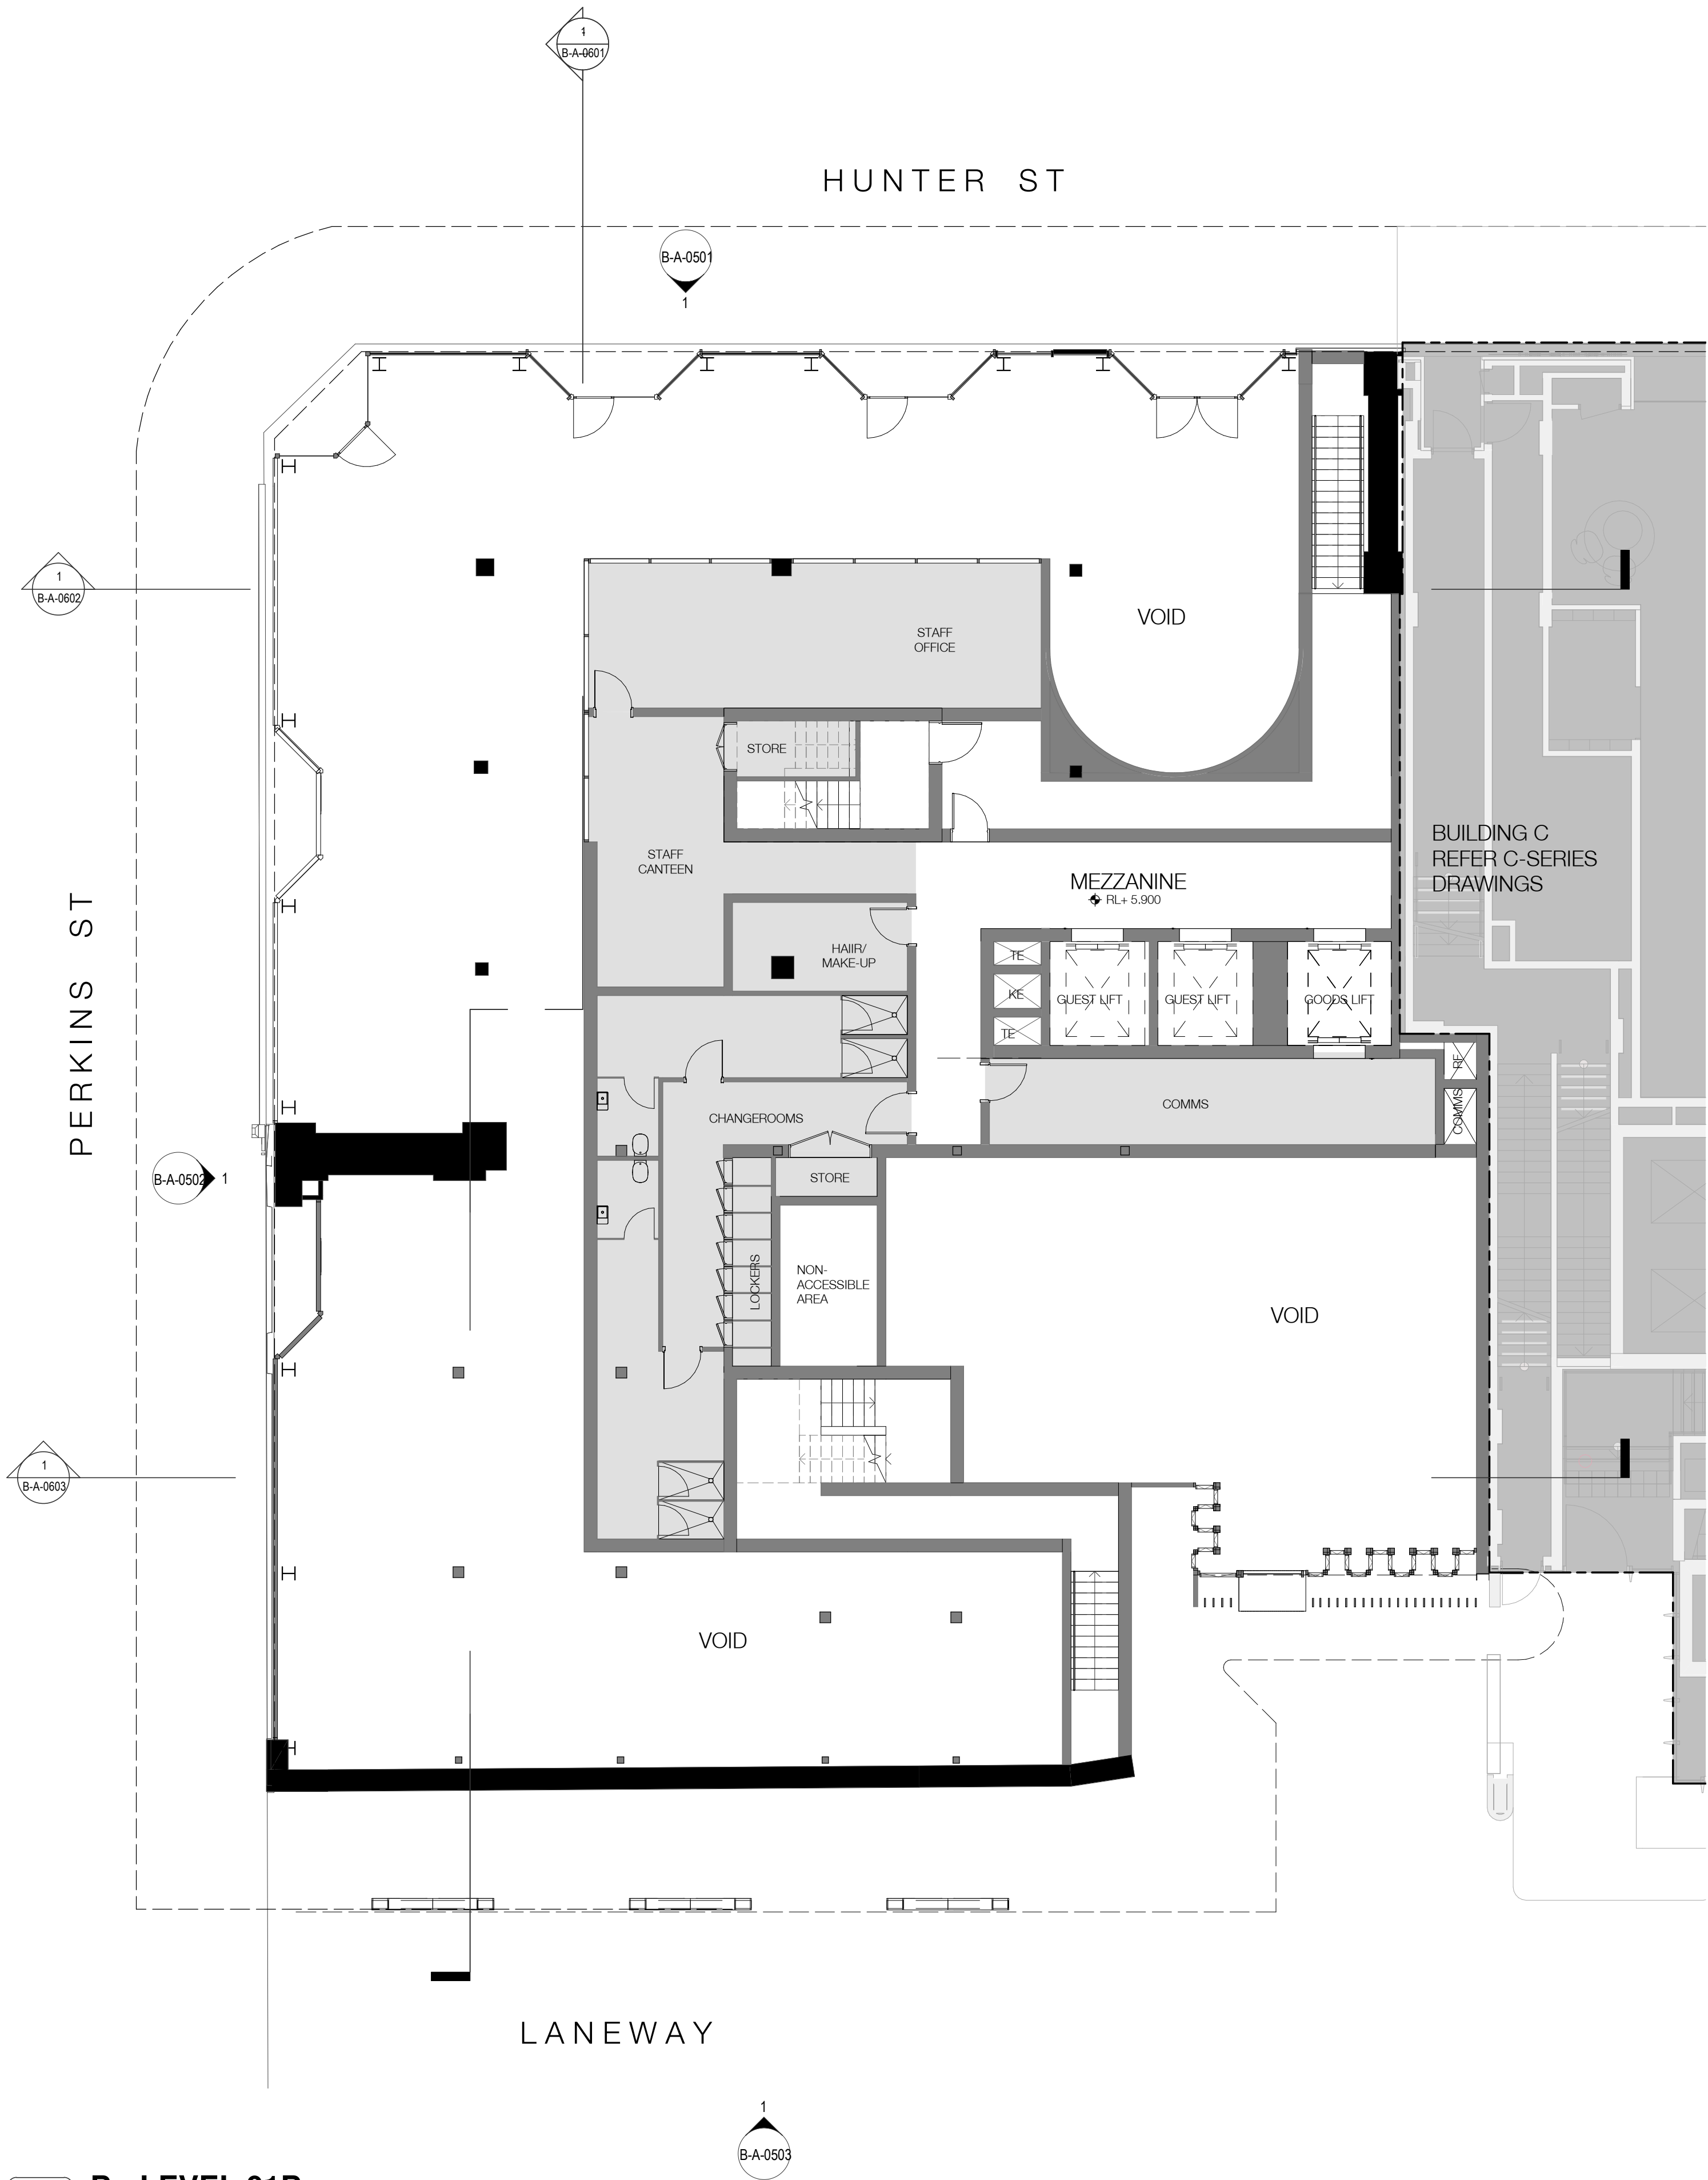 1
B-A-0601
HUNTER ST
B-A-0501
1
1
B-A-0602
STAFF
OFFICE
VOID
STORE
BUILDING C
REFER C-SERIES
DRAWINGS
STAFF
CANTEEN
MEZZANINE
RL+ 5.900
PERKINS ST
HAIIR/
MAKE-UP
TE
KE
TE
GUEST LIFT
GUEST LIFT
GOODS LIFT
RF
COMMS
COMMS
CHANGEROOMS
B-A-0502
1
STORE
LOCKERS
NON-
ACCESSIBLE
AREA
VOID
1
B-A-0603
VOID
LANEWAY
1
B-A-0503